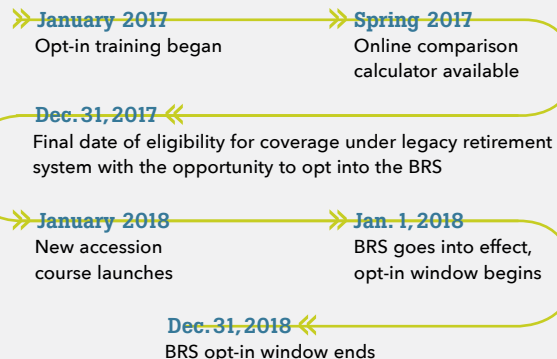 January 2017
Opt-in training began
Spring 2017
Online comparison
calculator available
Dec. 31, 2017
Final date of eligibility for coverage under legacy retirement
system with the opportunity to opt into the BRS
January 2018
New accession
course launches
Jan. 1, 2018
BRS goes into effect,
opt-in window begins
Dec. 31, 2018
BRS opt-in window ends